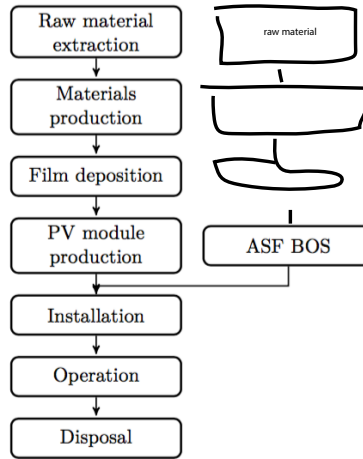 Raw material
extraction
raw material
Materials
production
Film deposition
PV module
production
ASF BOS
Installation
Operation
Disposal